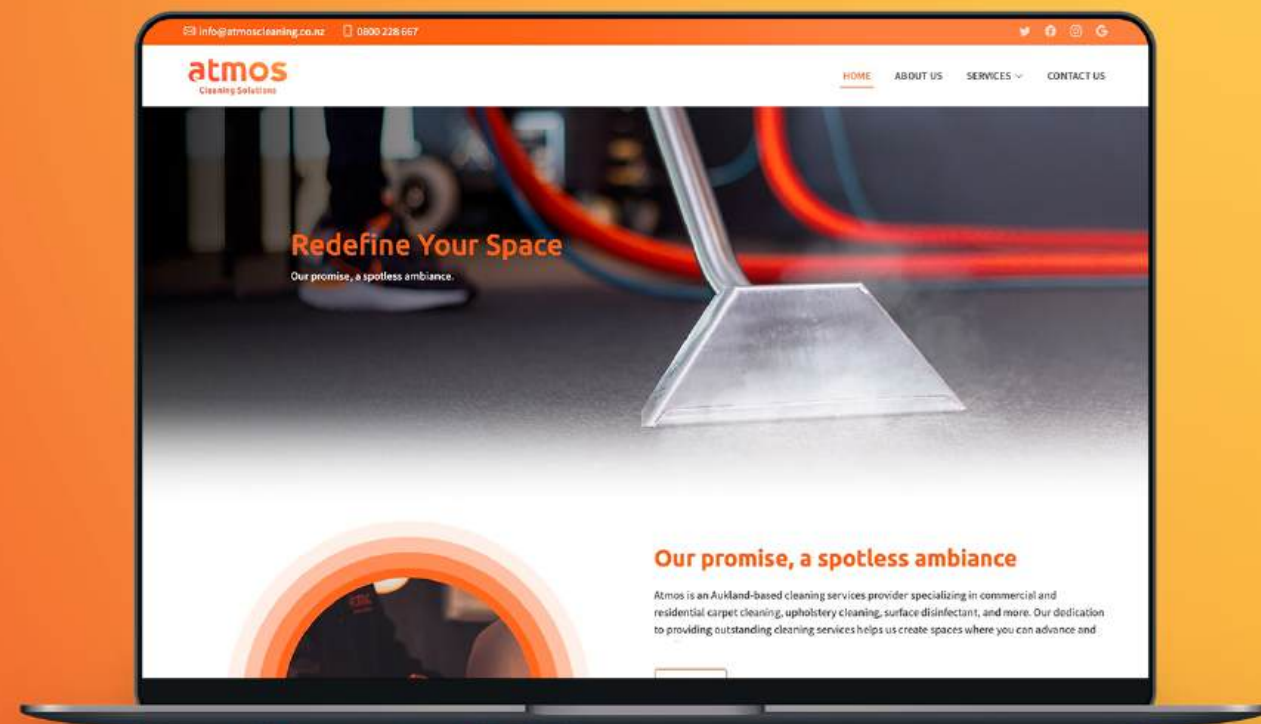 info@atmoscleaning.co.nz 0800 228 667
atmos
Cleaning Solutions
HOME ABOUT US SERVICES CONTACT US
Redefine Your Space
Our promise, a spotless ambiance.
Our promise, a spotless ambiance
Atmos is an Aukland-based cleaning services provider specializing in commercial and
residential carpet cleaning, upholstery cleaning, surface disinfectant, and more. Our dedication
to providing outstanding cleaning services helps us create spaces where you can advance and